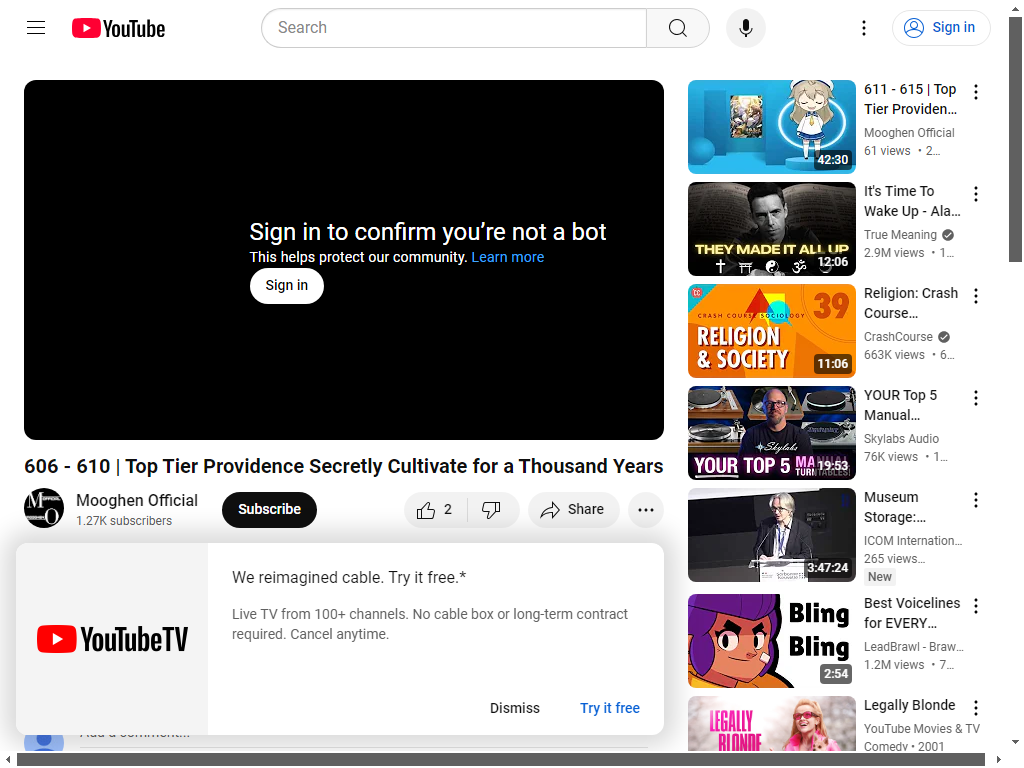 YouTube
Search
Sign in
Sign in to confirm you’re not a bot
This helps protect our community. Learn more
Sign in
606 - 610 | Top Tier Providence Secretly Cultivate for a Thousand Years
Mooghen Official
1.27K subscribers
Subscribe
2
Share
We reimagined cable. Try it free.*
Live TV from 100+ channels. No cable box or long-term contract
required. Cancel anytime.
YouTubeTV
Dismiss
Try it free
Add a comment...
42:30
611 - 615 | Top
Tier Providen…
Mooghen Official
61 views • 2…
THEY MADE IT ALL UP
12:06
It's Time To
Wake Up - Ala…
True Meaning
2.9M views • 1…
CC
39
CRASH COURSE SOCIOLOGY
RELIGION
& SOCIETY
11:06
Religion: Crash
Course…
CrashCourse
663K views • 6…
Skylabs
YOUR TOP 5 MANUAL
TURNTABLES!
19:53
YOUR Top 5
Manual…
Skylabs Audio
76K views • 1…
3:47:24
Museum
Storage:…
ICOM Internation…
265 views…
New
Bling
Bling
2:54
Best Voicelines
for EVERY…
LeadBrawl - Braw…
1.2M views • 7…
LEGALLY
BLONDE
Legally Blonde
YouTube Movies & TV
Comedy • 2001